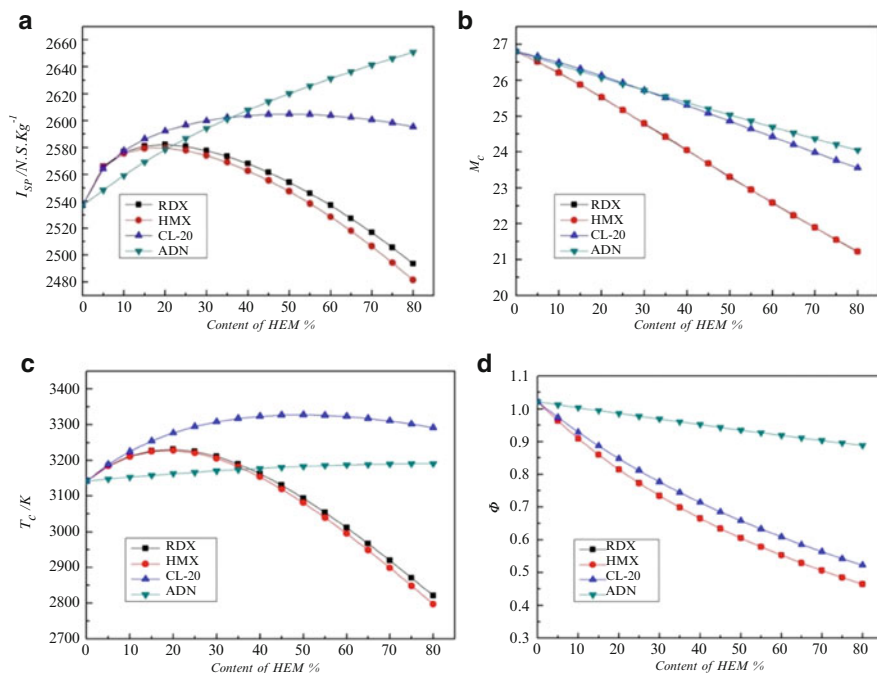 a
2660
2640
2620
2600
2580
2560
2540
2520
2500
2480
I_SP /N.S.Kg^-1
0 10 20 30 40 50 60 70 80
Content of HEM %
RDX
HMX
CL-20
ADN
b
27
26
25
24
23
22
21
20
M_c
0 10 20 30 40 50 60 70 80
Content of HEM %
RDX
HMX
CL-20
ADN
c
3400
3300
3200
3100
3000
2900
2800
2700
T_c /K
0 10 20 30 40 50 60 70 80
Content of HEM %
RDX
HMX
CL-20
ADN
d
1.1
1.0
0.9
0.8
0.7
0.6
0.5
0.4
0.3
Φ
0 10 20 30 40 50 60 70 80
Content of HEM %
RDX
HMX
CL-20
ADN